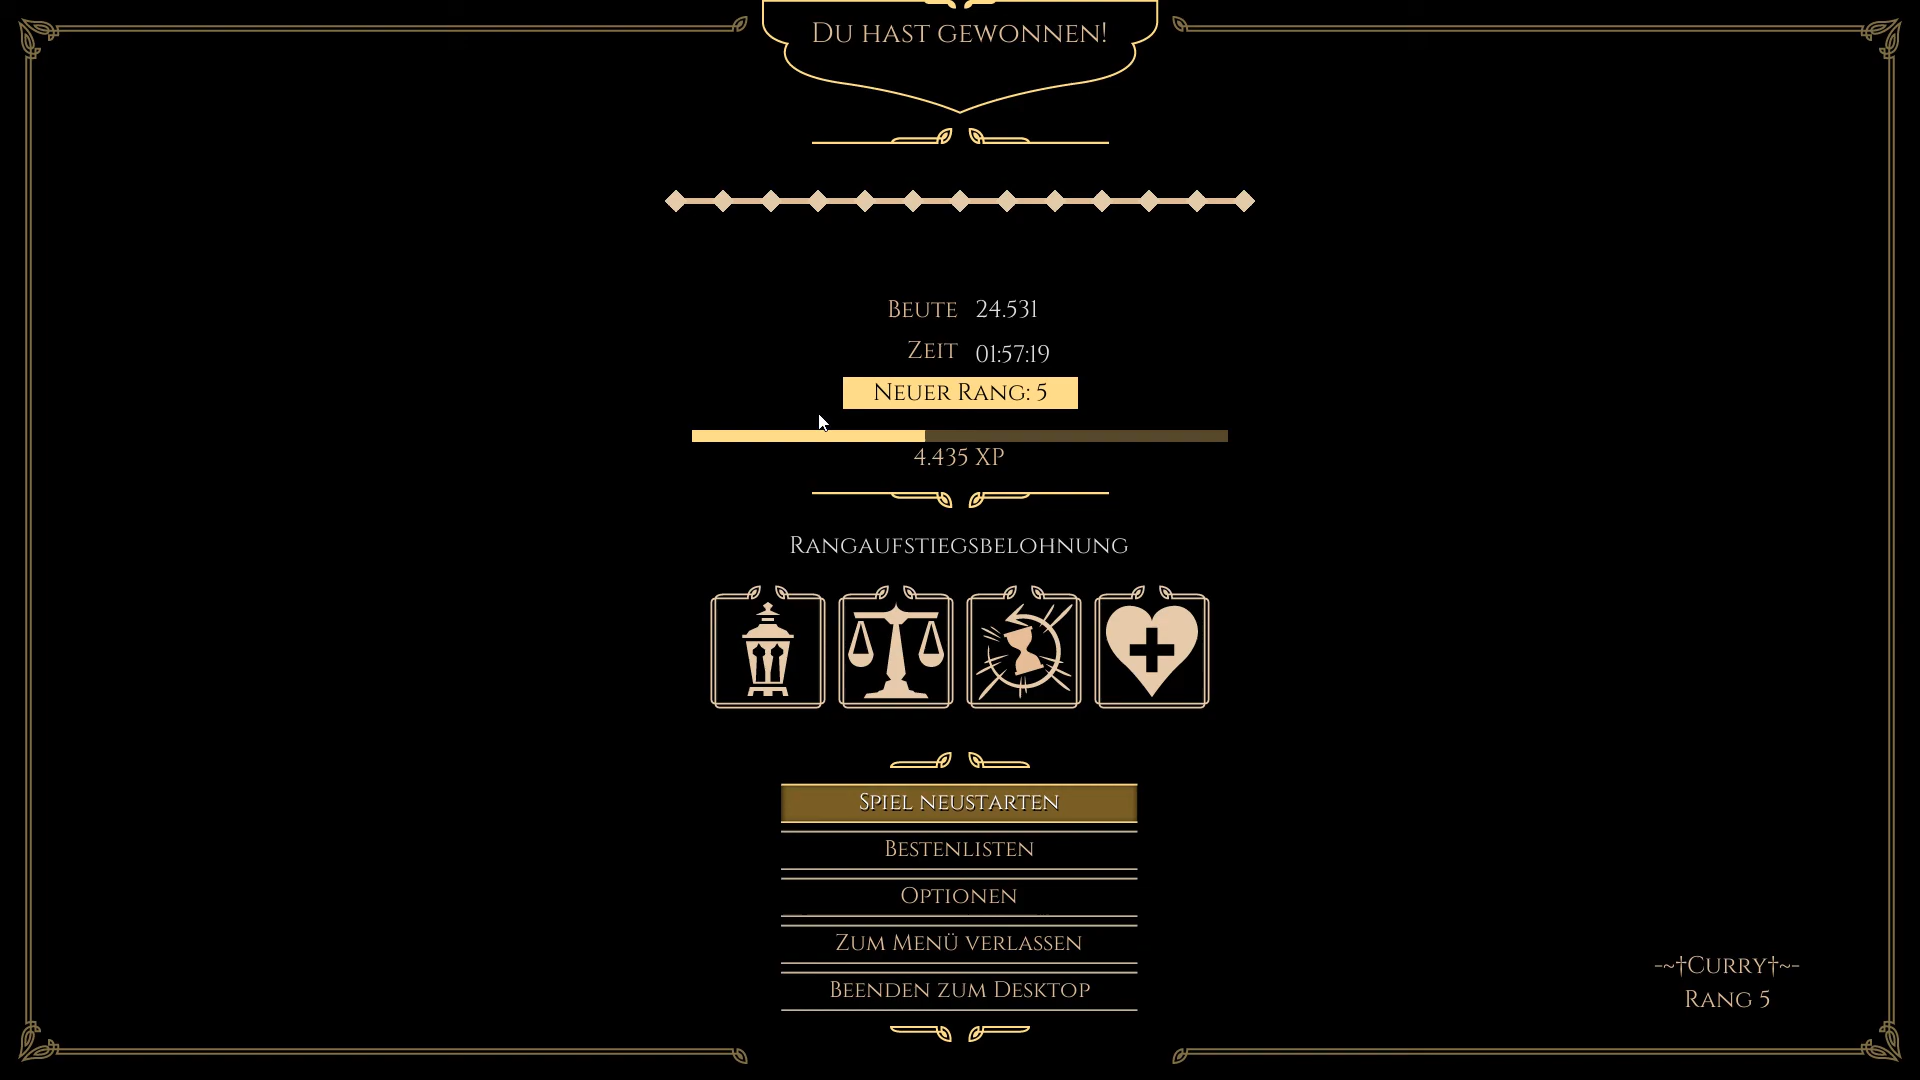 Du hast gewonnen!
Beute 24.531
Zeit 01:57:19
Neuer Rang: 5
4.435 XP
Rangaufstiegsbelohnung
Spiel neustarten
Bestenlisten
Optionen
Zum Menü verlassen
Beenden zum Desktop
-~†Curry†~-
Rang 5